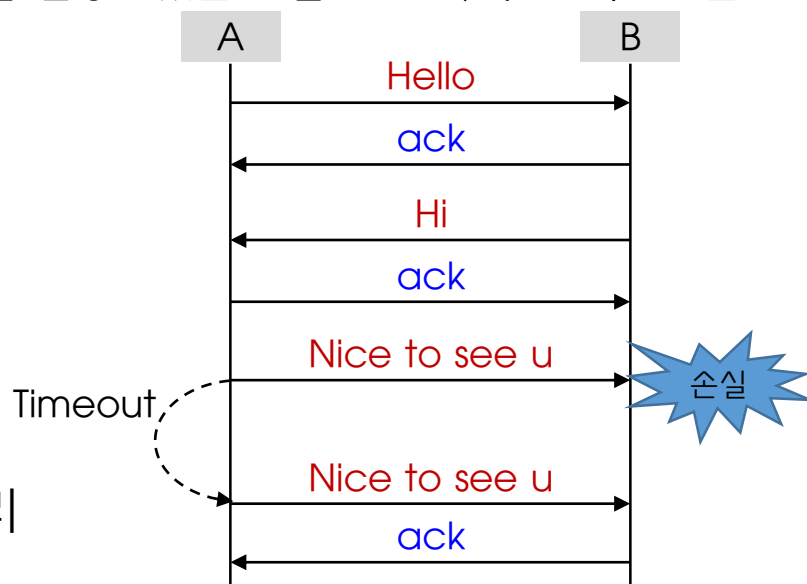 A B
Hello
ack
Hi
ack
Nice to see u
손실
Timeout
Nice to see u
ack